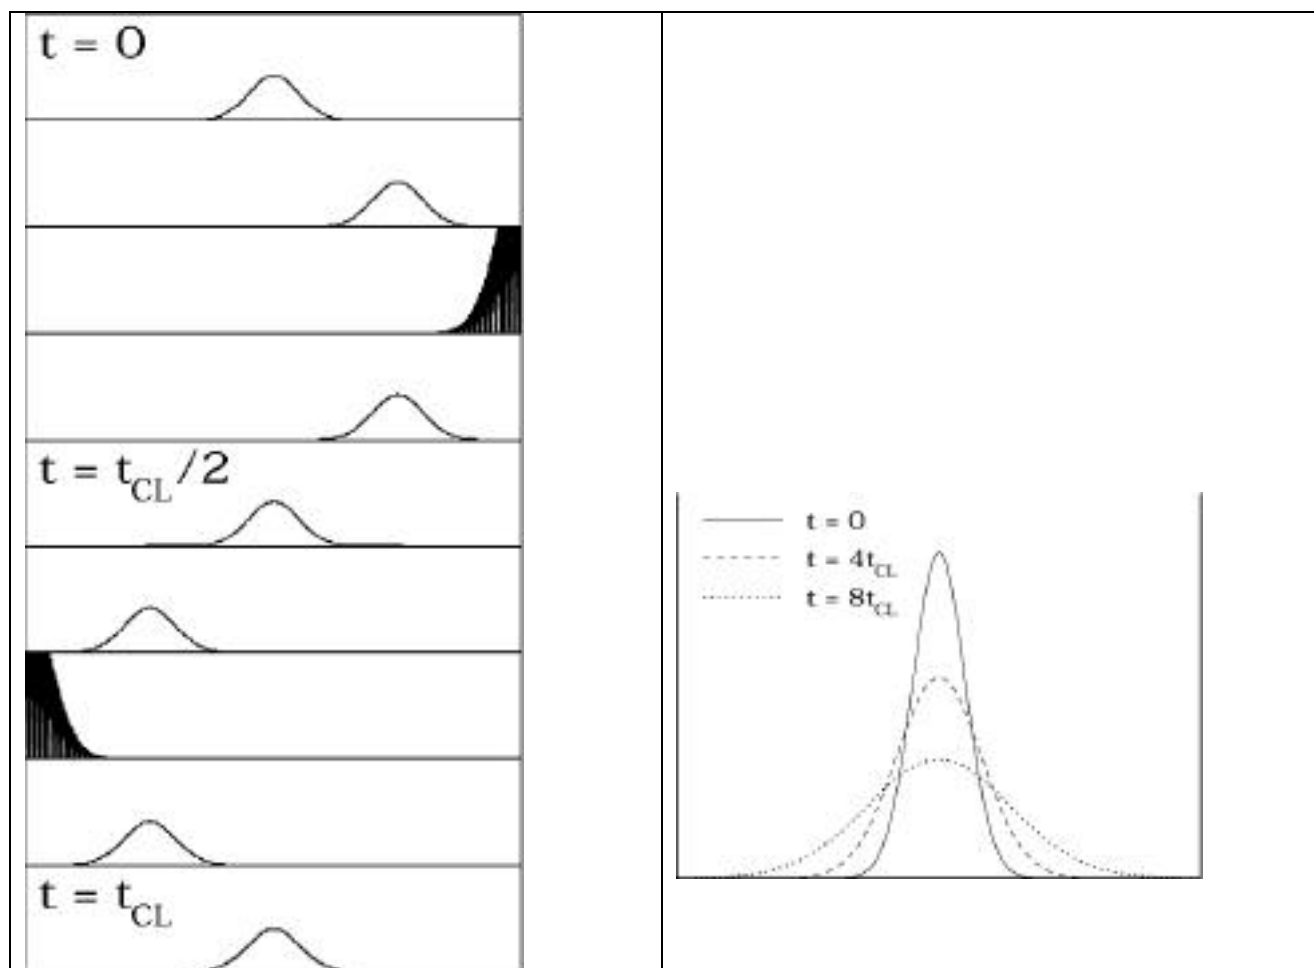 t = 0
t = t_CL/2
t = t_CL
t = 0
t = 4t_CL
t = 8t_CL